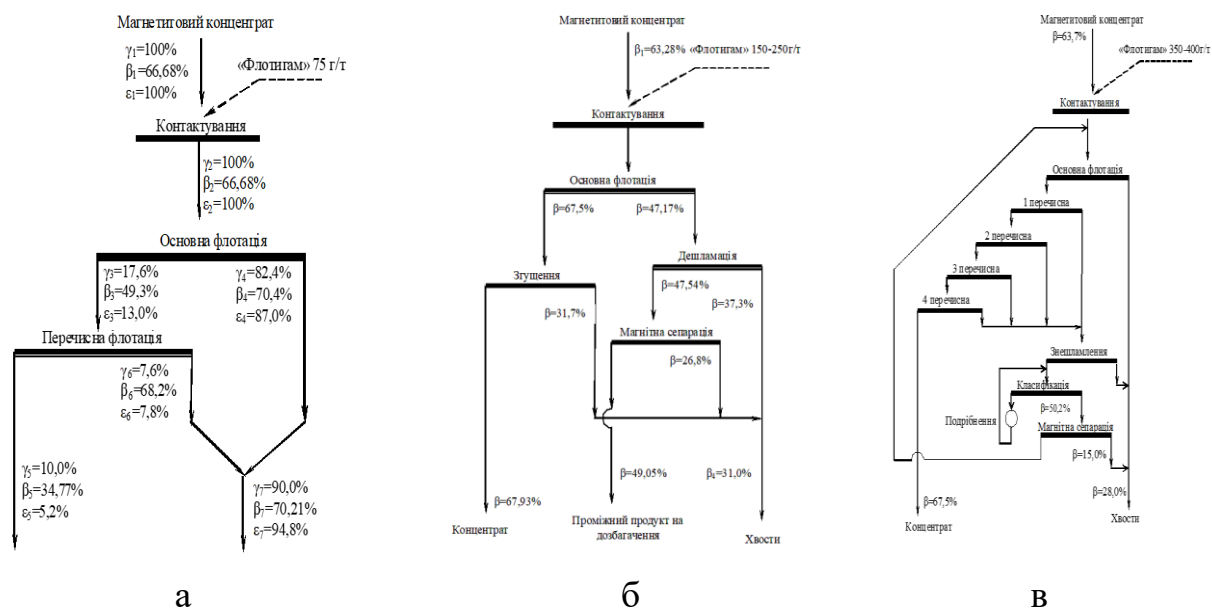 Магнетитовий концентрат
γ₁=100%
β₁=66,68%
ε₁=100%
«Флотигам» 75 г/т
Контактування
γ₂=100%
β₂=66,68%
ε₂=100%
Основна флотація
γ₃=17,6%
β₃=49,3%
ε₃=13,0%
γ₄=82,4%
β₄=70,4%
ε₄=87,0%
Перечисна флотація
γ₆=7,6%
β₆=68,2%
ε₆=7,8%
γ₅=10,0%
β₅=34,77%
ε₅=5,2%
γ₇=90,0%
β₇=70,21%
ε₇=94,8%
а
Магнетитовий концентрат
β₁=63,28%
«Флотигам» 150-250г/т
Контактування
Основна флотація
β=67,5%
β=47,17%
Дешламація
Згущення
β=47,54%
β=37,3%
β=31,7%
Магнітна сепарація
β=26,8%
β=49,05%
β₄=31,0%
β=67,93%
Концентрат
Проміжний продукт на
дозбагачення
Хвости
б
Магнетитовий концентрат
β=63,7%
«Флотигам» 350-400г/т
Контактування
Основна флотація
1 перечисна
2 перечисна
3 перечисна
4 перечисна
Знешламлення
Класифікація
β=50,2%
Подрібнення
Магнітна сепарація
β=15,0%
β=28,0%
β=67,5%
Концентрат
Хвости
в